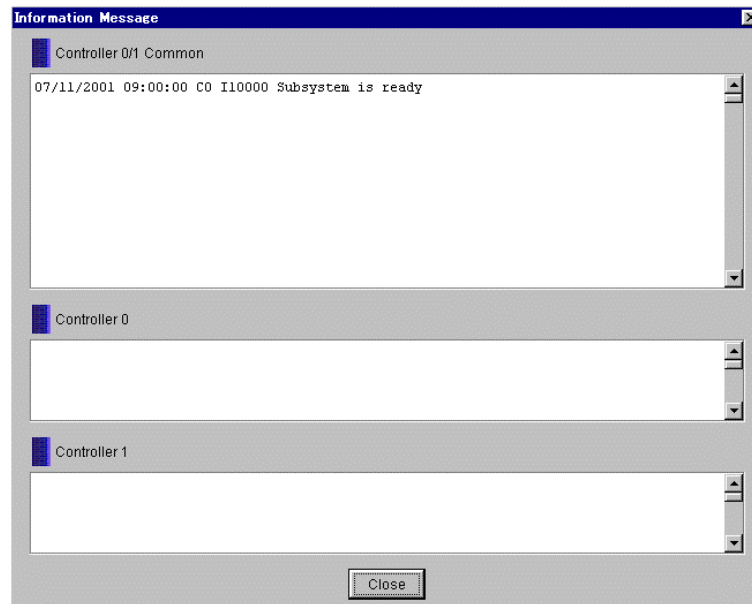 Information Message
Controller 0/1 Common
07/11/2001 09:00:00 C0 I10000 Subsystem is ready
Controller 0
Controller 1
Close